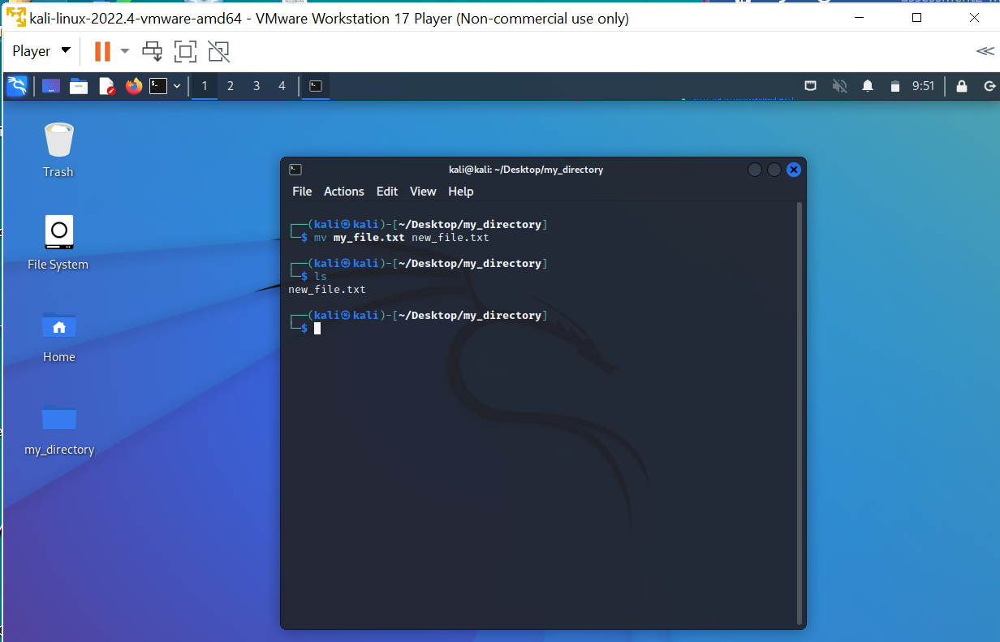 kali-linux-2022.4-vmware-amd64 - VMware Workstation 17 Player (Non-commercial use only)
Player
1 2 3 4 9:51
Trash
File System
Home
my_directory
kali@kali: ~/Desktop/my_directory
File Actions Edit View Help
┌──(kali㉿kali)-[~/Desktop/my_directory]
└─$ mv my_file.txt new_file.txt
┌──(kali㉿kali)-[~/Desktop/my_directory]
└─$ ls
new_file.txt
┌──(kali㉿kali)-[~/Desktop/my_directory]
└─$